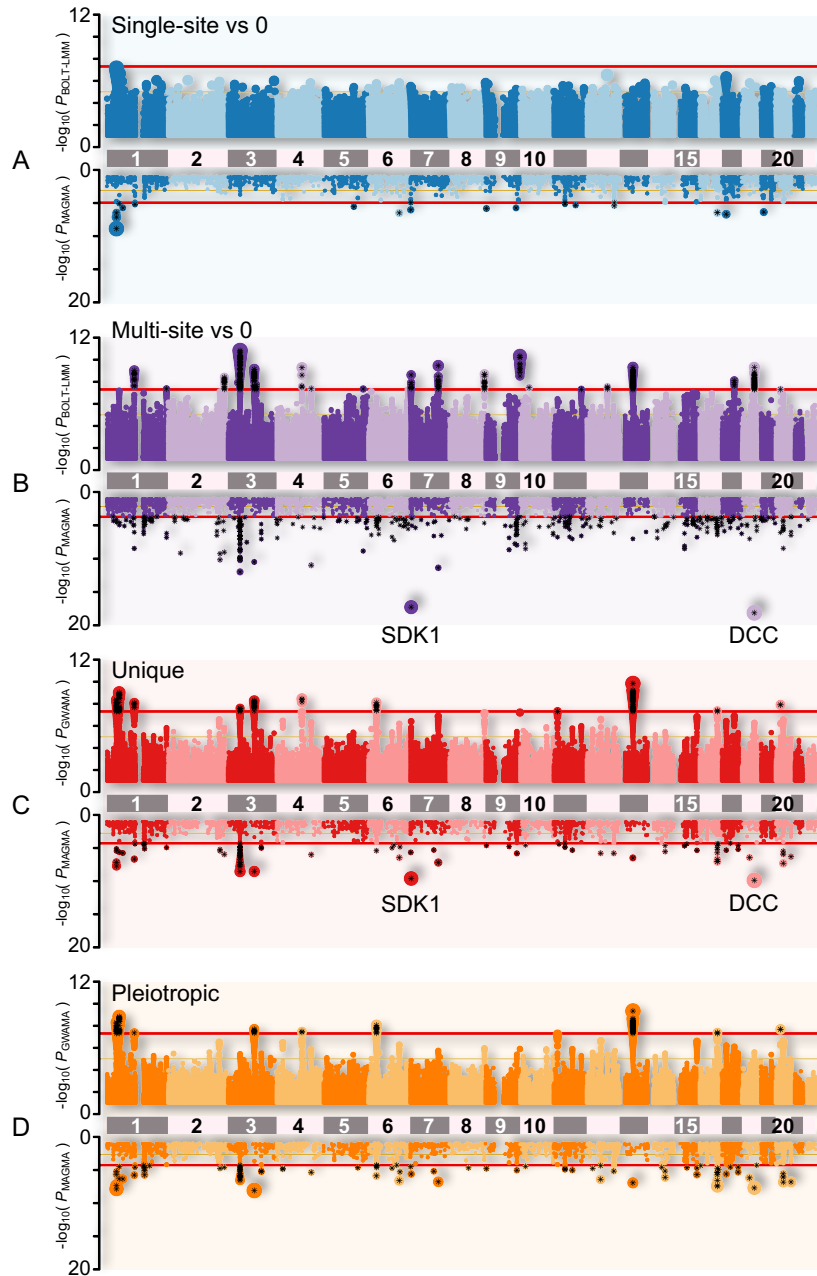 12
Single-site vs 0
-log10( PBOLT-LMM )
0
A
1 2 3 4 5 6 7 8 9 10 15 20
0
-log10( PMAGMA )
20
12
Multi-site vs 0
-log10( PBOLT-LMM )
0
B
1 2 3 4 5 6 7 8 9 10 15 20
0
-log10( PMAGMA )
20
SDK1 DCC
12
Unique
-log10( PGWAMA )
0
C
1 2 3 4 5 6 7 8 9 10 15 20
0
-log10( PMAGMA )
SDK1 DCC
20
12
Pleiotropic
-log10( PGWAMA )
0
D
1 2 3 4 5 6 7 8 9 10 15 20
0
-log10( PMAGMA )
20